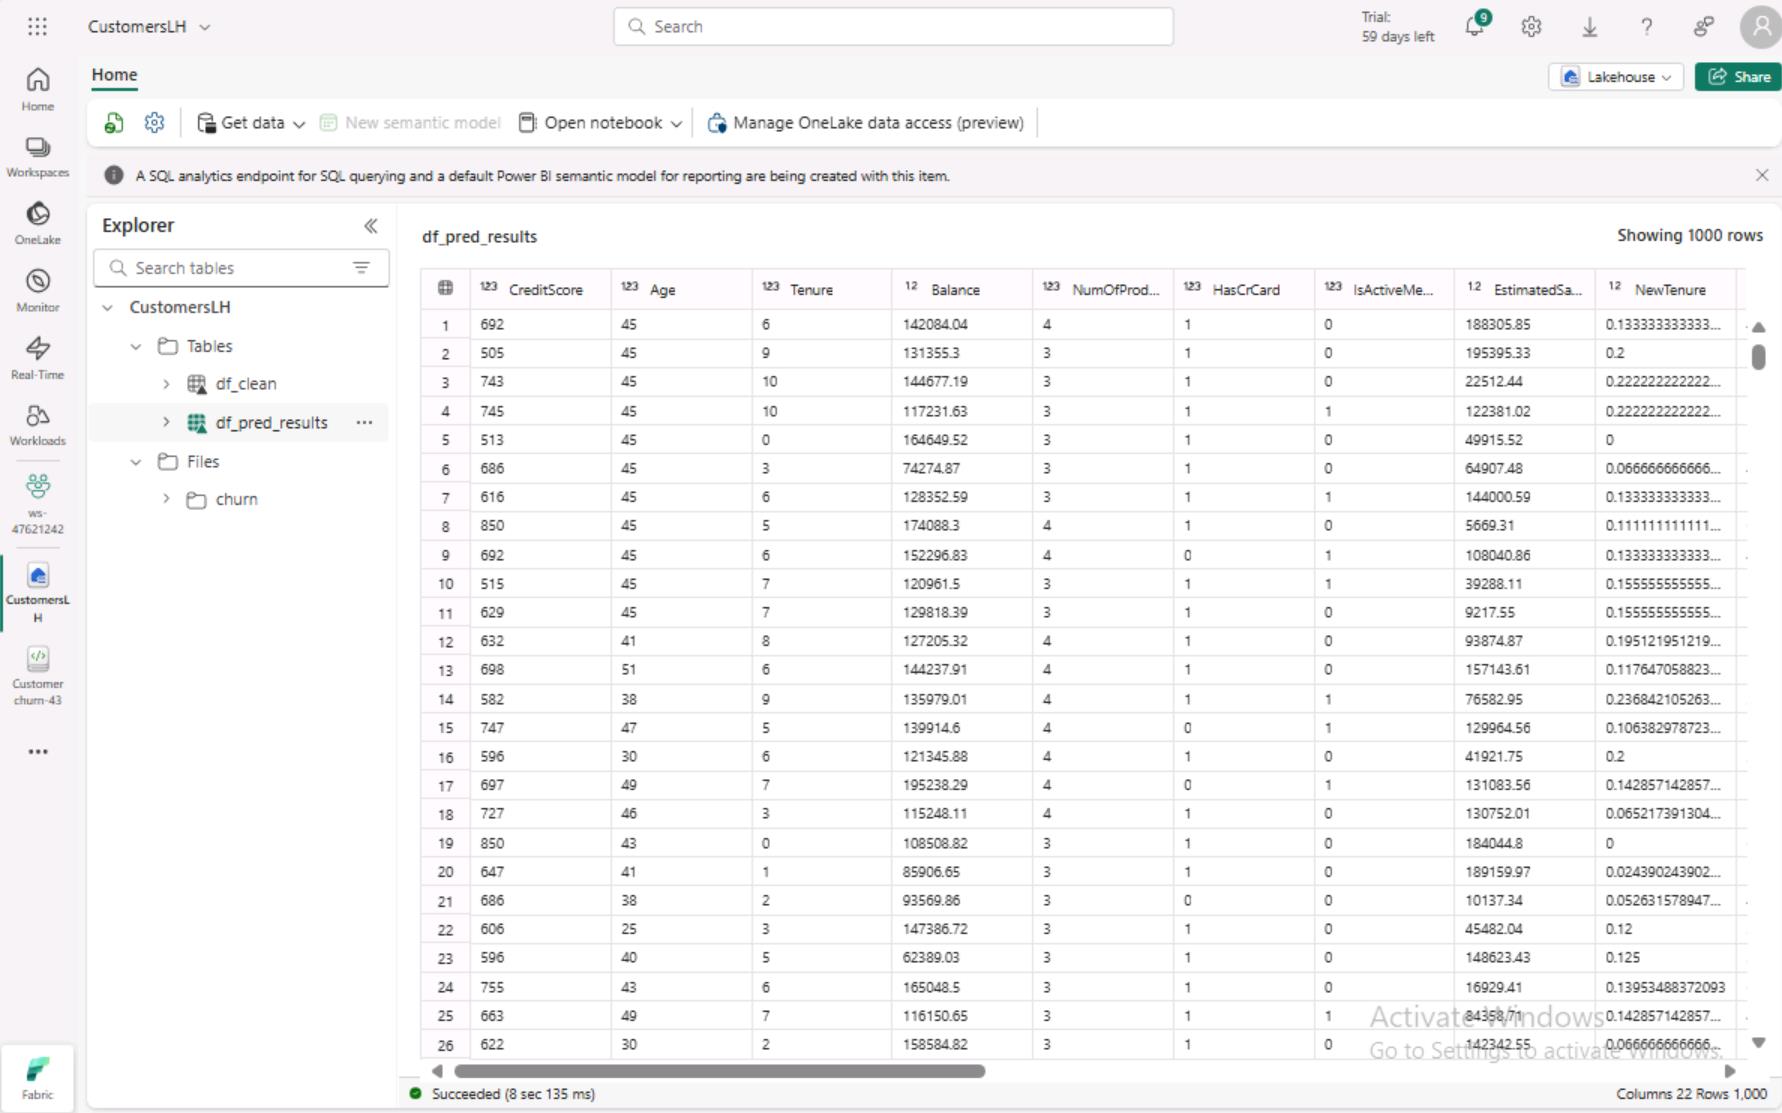 CustomersLH
Search
Trial:
59 days left
9
Home
Lakehouse
Share
Get data
New semantic model
Open notebook
Manage OneLake data access (preview)
A SQL analytics endpoint for SQL querying and a default Power BI semantic model for reporting are being created with this item.
Home
Workspaces
OneLake
Monitor
Real-Time
Workloads
ws-
47621242
CustomersL
H
Customer
churn-43
Fabric
Explorer
Search tables
CustomersLH
Tables
df_clean
df_pred_results
Files
churn
df_pred_results
Showing 1000 rows
123 CreditScore 123 Age 123 Tenure 12 Balance 123 NumOfProd... 123 HasCrCard 123 IsActiveMe... 1.2 EstimatedSa... 12 NewTenure
1 692 45 6 142084.04 4 1 0 188305.85 0.133333333333...
2 505 45 9 131355.3 3 1 0 195395.33 0.2
3 743 45 10 144677.19 3 1 0 22512.44 0.222222222222...
4 745 45 10 117231.63 3 1 1 122381.02 0.222222222222...
5 513 45 0 164649.52 3 1 0 49915.52 0
6 686 45 3 74274.87 3 1 0 64907.48 0.066666666666...
7 616 45 6 128352.59 3 1 1 144000.59 0.133333333333...
8 850 45 5 174088.3 4 1 0 5669.31 0.111111111111...
9 692 45 6 152296.83 4 0 1 108040.86 0.133333333333...
10 515 45 7 120961.5 3 1 1 39288.11 0.155555555555...
11 629 45 7 129818.39 3 1 0 9217.55 0.155555555555...
12 632 41 8 127205.32 4 1 0 93874.87 0.195121951219...
13 698 51 6 144237.91 4 1 0 157143.61 0.117647058823...
14 582 38 9 135979.01 4 1 1 76582.95 0.236842105263...
15 747 47 5 139914.6 4 0 1 129964.56 0.106382978723...
16 596 30 6 121345.88 4 1 0 41921.75 0.2
17 697 49 7 195238.29 4 0 1 131083.56 0.142857142857...
18 727 46 3 115248.11 4 1 0 130752.01 0.065217391304...
19 850 43 0 108508.82 3 1 0 184044.8 0
20 647 41 1 85906.65 3 1 0 189159.97 0.024390243902...
21 686 38 2 93569.86 3 0 0 10137.34 0.052631578947...
22 606 25 3 147386.72 3 1 0 45482.04 0.12
23 596 40 5 62389.03 3 1 0 148623.43 0.125
24 755 43 6 165048.5 3 1 0 16929.41 0.13953488372093
25 663 49 7 116150.65 3 1 1 84358.71 0.142857142857...
26 622 30 2 158584.82 3 1 0 142342.55 0.066666666666...
Activate Windows
Go to Settings to activate Windows.
Succeeded (8 sec 135 ms)
Columns 22 Rows 1,000